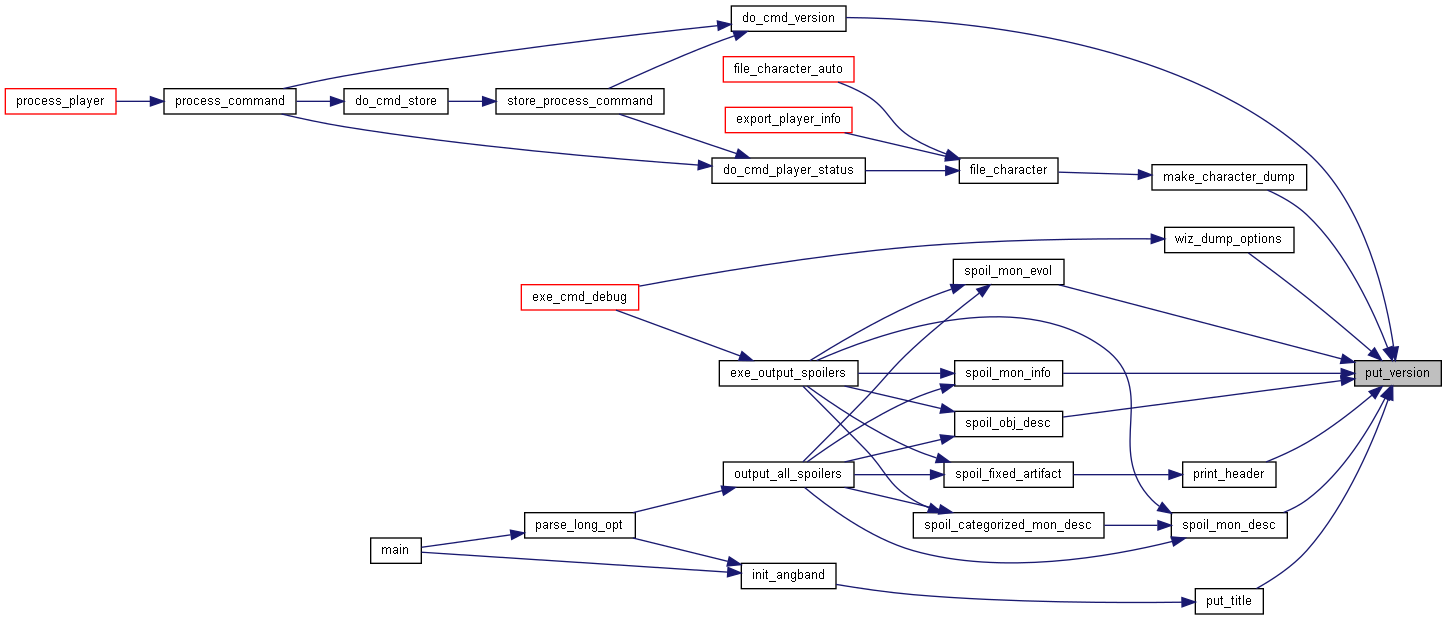 do_cmd_version
file_character_auto
process_player
process_command
do_cmd_store
store_process_command
export_player_info
do_cmd_player_status
file_character
make_character_dump
wiz_dump_options
spoil_mon_evol
exe_cmd_debug
exe_output_spoilers
spoil_mon_info
put_version
spoil_obj_desc
output_all_spoilers
spoil_fixed_artifact
print_header
parse_long_opt
spoil_categorized_mon_desc
spoil_mon_desc
main
init_angband
put_title